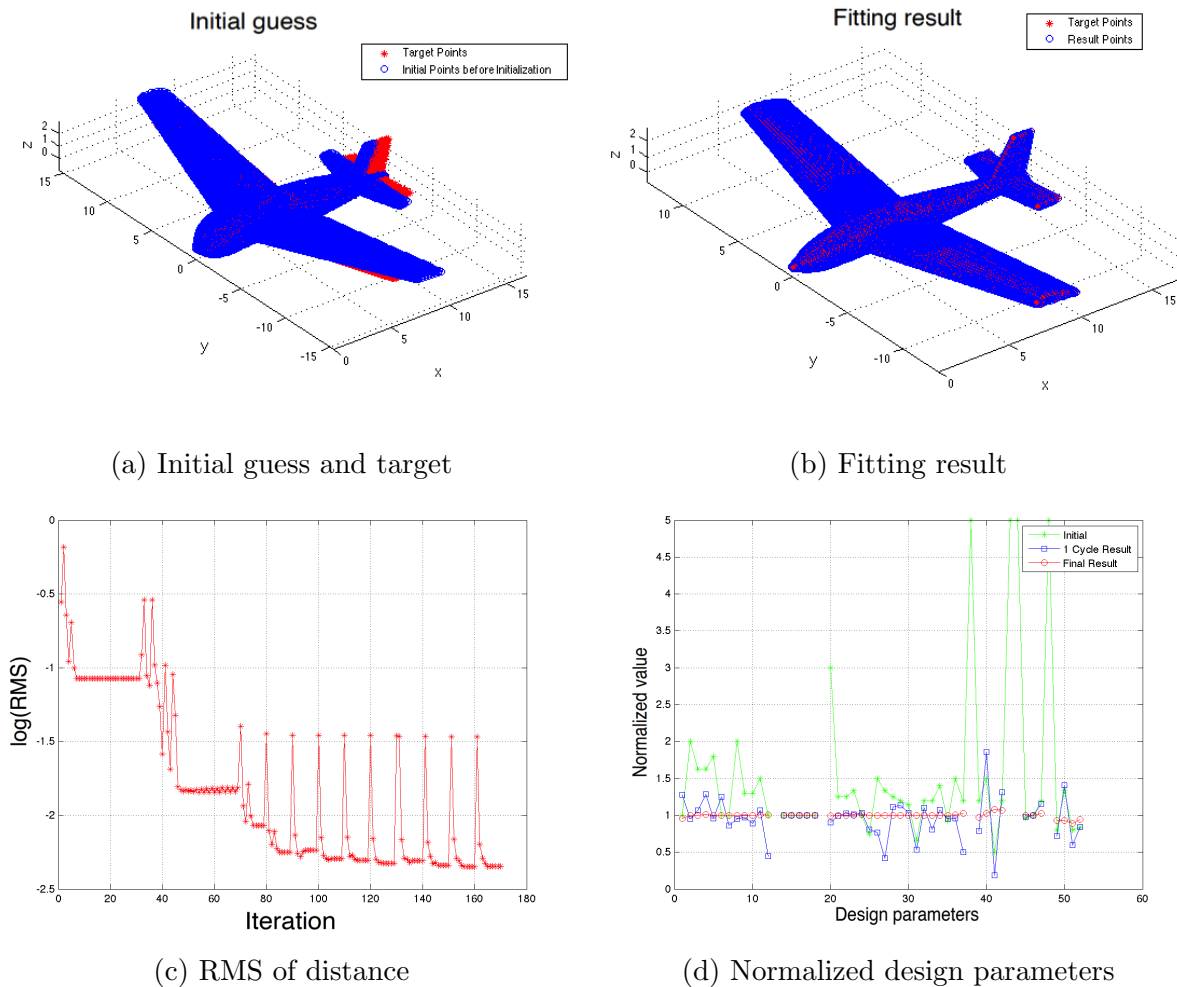 Initial guess
Target Points
Initial Points before Initialization
2
1
0
z
15
10
5
0
-5
-10
-15
y
0
5
10
15
x
Fitting result
Target Points
Result Points
2
1
0
z
10
5
0
-5
-10
y
0
5
10
15
x
(a) Initial guess and target
(b) Fitting result
0
-0.5
-1
-1.5
-2
-2.5
log(RMS)
0 20 40 60 80 100 120 140 160 180
Iteration
5
4.5
4
3.5
3
2.5
2
1.5
1
0.5
0
Normalized value
Initial
1 Cycle Result
Final Result
0 10 20 30 40 50 60
Design parameters
(c) RMS of distance
(d) Normalized design parameters